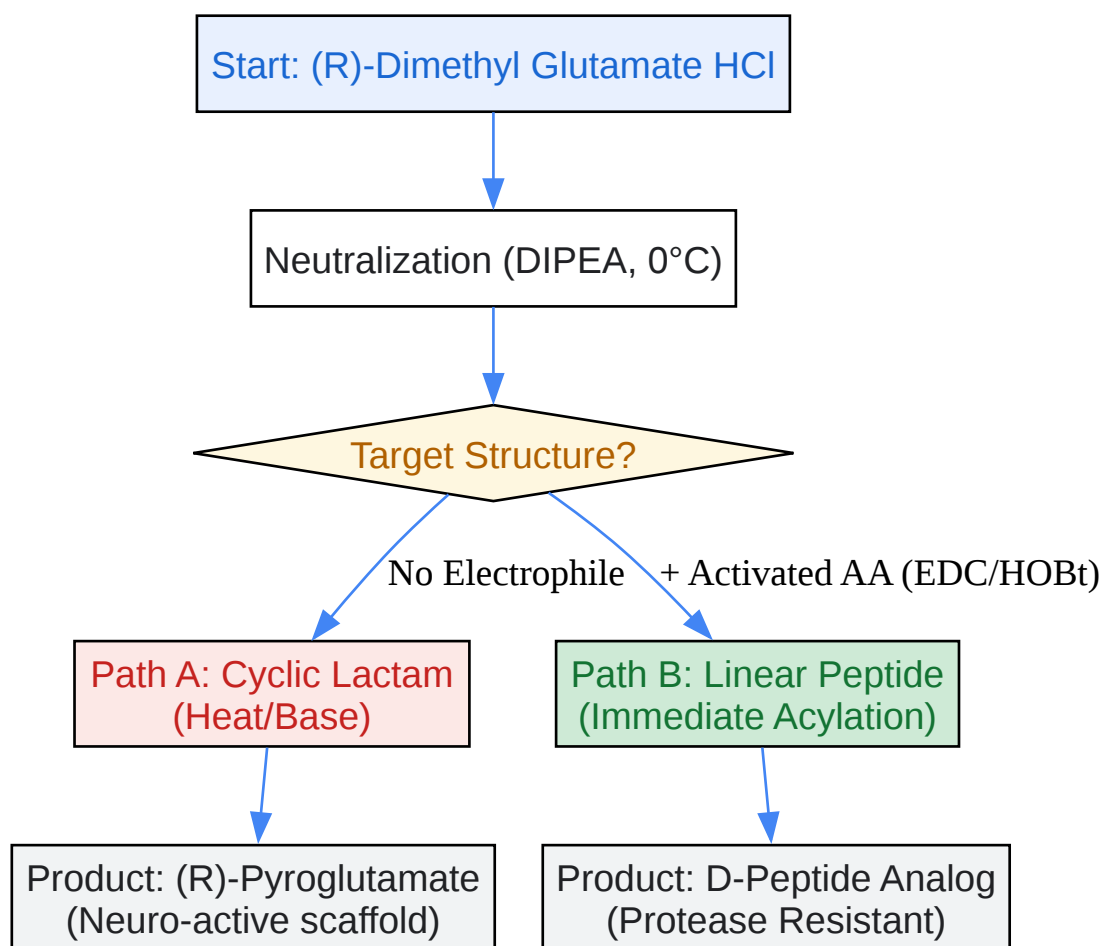 Start: (R)-Dimethyl Glutamate HCl
Neutralization (DIPEA, 0°C)
Target Structure?
No Electrophile
+ Activated AA (EDC/HOBt)
Path A: Cyclic Lactam
(Heat/Base)
Path B: Linear Peptide
(Immediate Acylation)
Product: (R)-Pyroglutamate
(Neuro-active scaffold)
Product: D-Peptide Analog
(Protease Resistant)